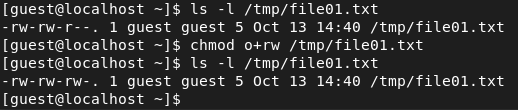 [guest@localhost ~]$ ls -l /tmp/file01.txt
-rw-rw-r--. 1 guest guest 5 Oct 13 14:40 /tmp/file01.txt
[guest@localhost ~]$ chmod o+rw /tmp/file01.txt
[guest@localhost ~]$ ls -l /tmp/file01.txt
-rw-rw-rw-. 1 guest guest 5 Oct 13 14:40 /tmp/file01.txt
[guest@localhost ~]$